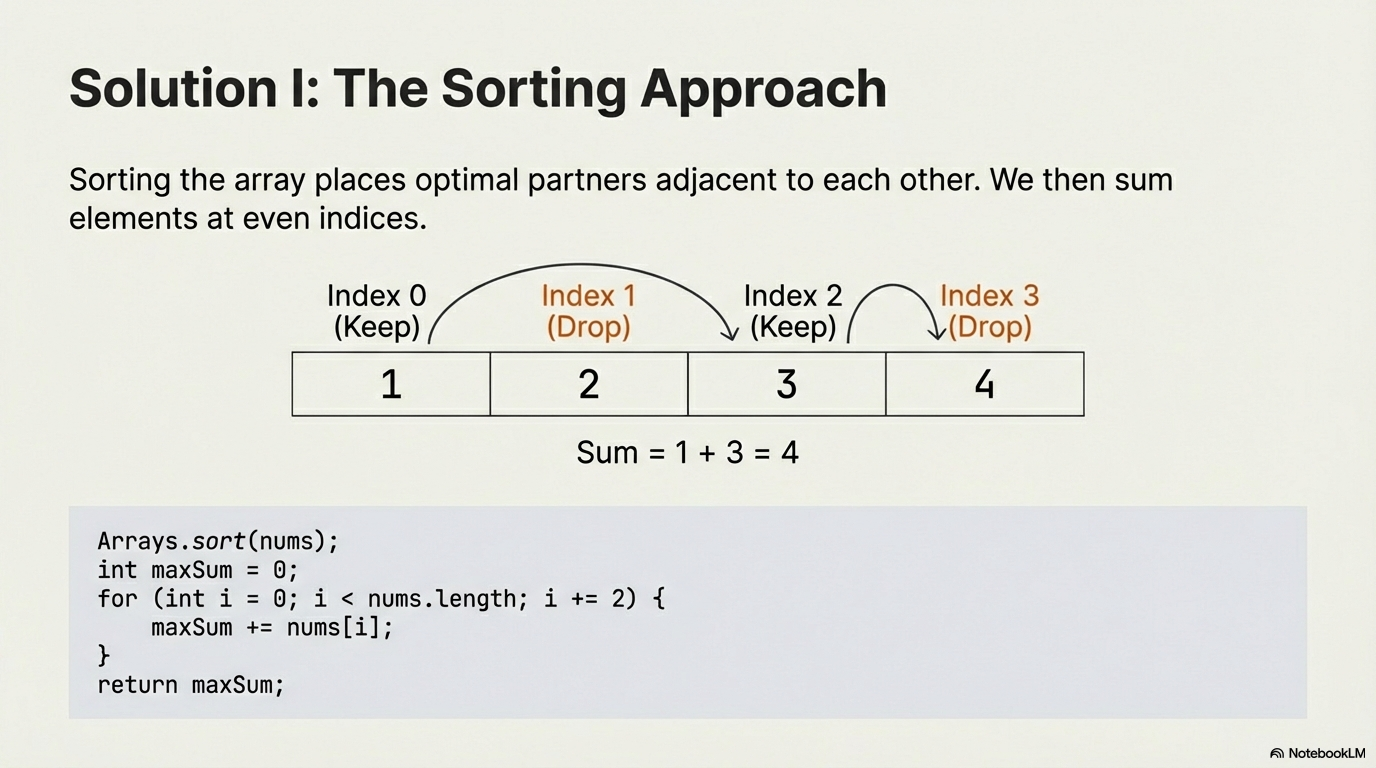 Solution I: The Sorting Approach
Sorting the array places optimal partners adjacent to each other. We then sum
elements at even indices.
Index 0 Index 1 Index 2 Index 3
(Keep) (Drop) (Keep) (Drop)
1 2 3 4
Sum = 1 + 3 = 4
Arrays.sort(nums);
int maxSum = 0;
for (int i = 0; i < nums.length; i += 2) {
    maxSum += nums[i];
}
return maxSum;
NotebookLM